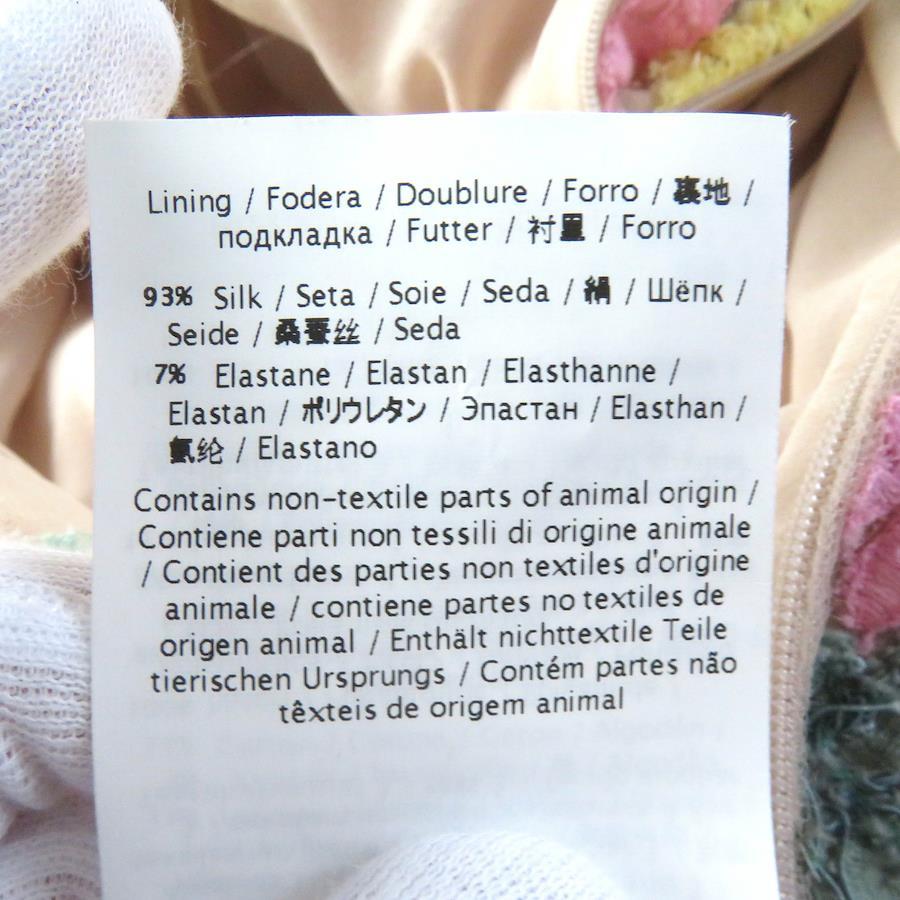 Lining / Fodera / Doublure / Forro / 裏地 /
подкладка / Futter / 衬里 / Forro
93% Silk / Seta / Soie / Seda / 絹 / Шёпк /
Seide / 桑蚕丝 / Seda
7% Elastane / Elastan / Elasthanne /
Elastan / ポリウレタン / Эпастан / Elasthan /
氨纶 / Elastano
Contains non-textile parts of animal origin /
Contiene parti non tessili di origine animale
/ Contient des parties non textiles d'origine
animale / contiene partes no textiles de
origen animal / Enthält nichttextile Teile
tierischen Ursprungs / Contém partes não
têxteis de origem animal